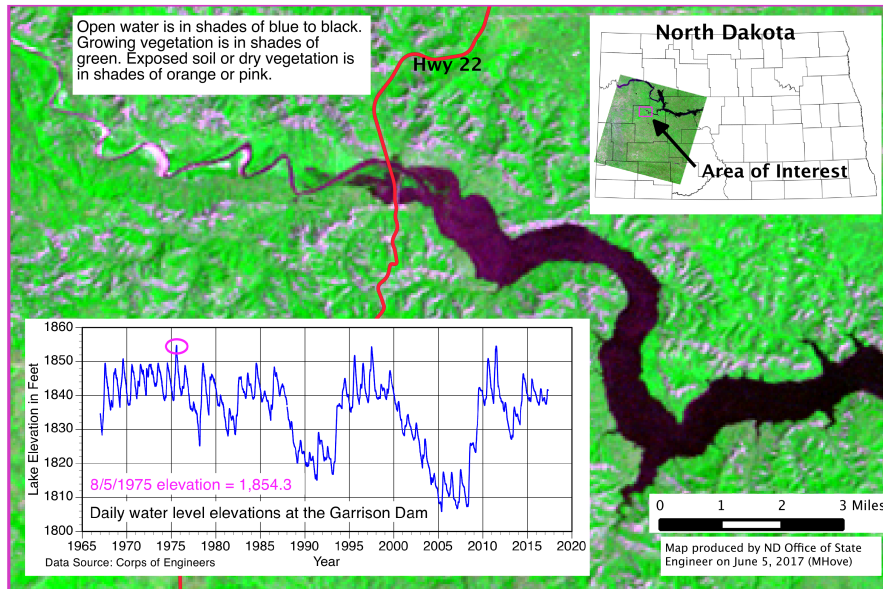 Open water is in shades of blue to black.
Growing vegetation is in shades of
green. Exposed soil or dry vegetation is
in shades of orange or pink.
Hwy 22
North Dakota
Area of Interest
1860
1850
1840
1830
1820
1810
1800
Lake Elevation in Feet
8/5/1975 elevation = 1,854.3
Daily water level elevations at the Garrison Dam
1965 1970 1975 1980 1985 1990 1995 2000 2005 2010 2015 2020
Data Source: Corps of Engineers
Year
0 1 2 3 Miles
Map produced by ND Office of State
Engineer on June 5, 2017 (MHove)